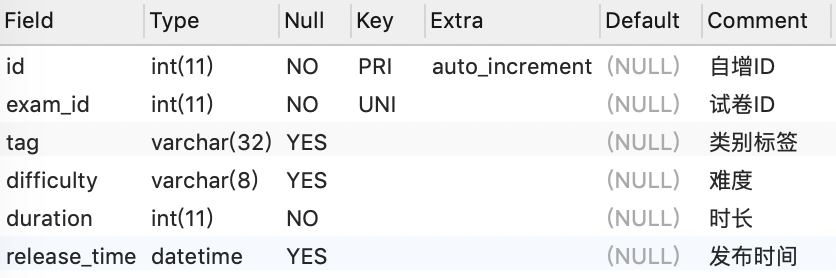 Field Type Null Key Extra Default Comment
id int(11) NO PRI auto_increment (NULL) 自增ID
exam_id int(11) NO UNI (NULL) 试卷ID
tag varchar(32) YES (NULL) 类别标签
difficulty varchar(8) YES (NULL) 难度
duration int(11) NO (NULL) 时长
release_time datetime YES (NULL) 发布时间